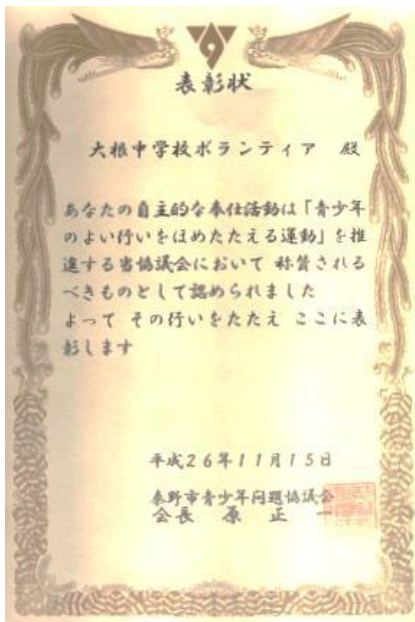 表彰状
大根中学校ボランティア 殿
あなたの自主的な奉仕活動は「青少年
のよい行いをほめたたえる運動」を推
進する当協議会において 称賛される
べきものとして認められました
よって その行いをたたえ ここに表
彰します
平成26年11月15日
秦野市青少年問題協議会
会長 原 正 一